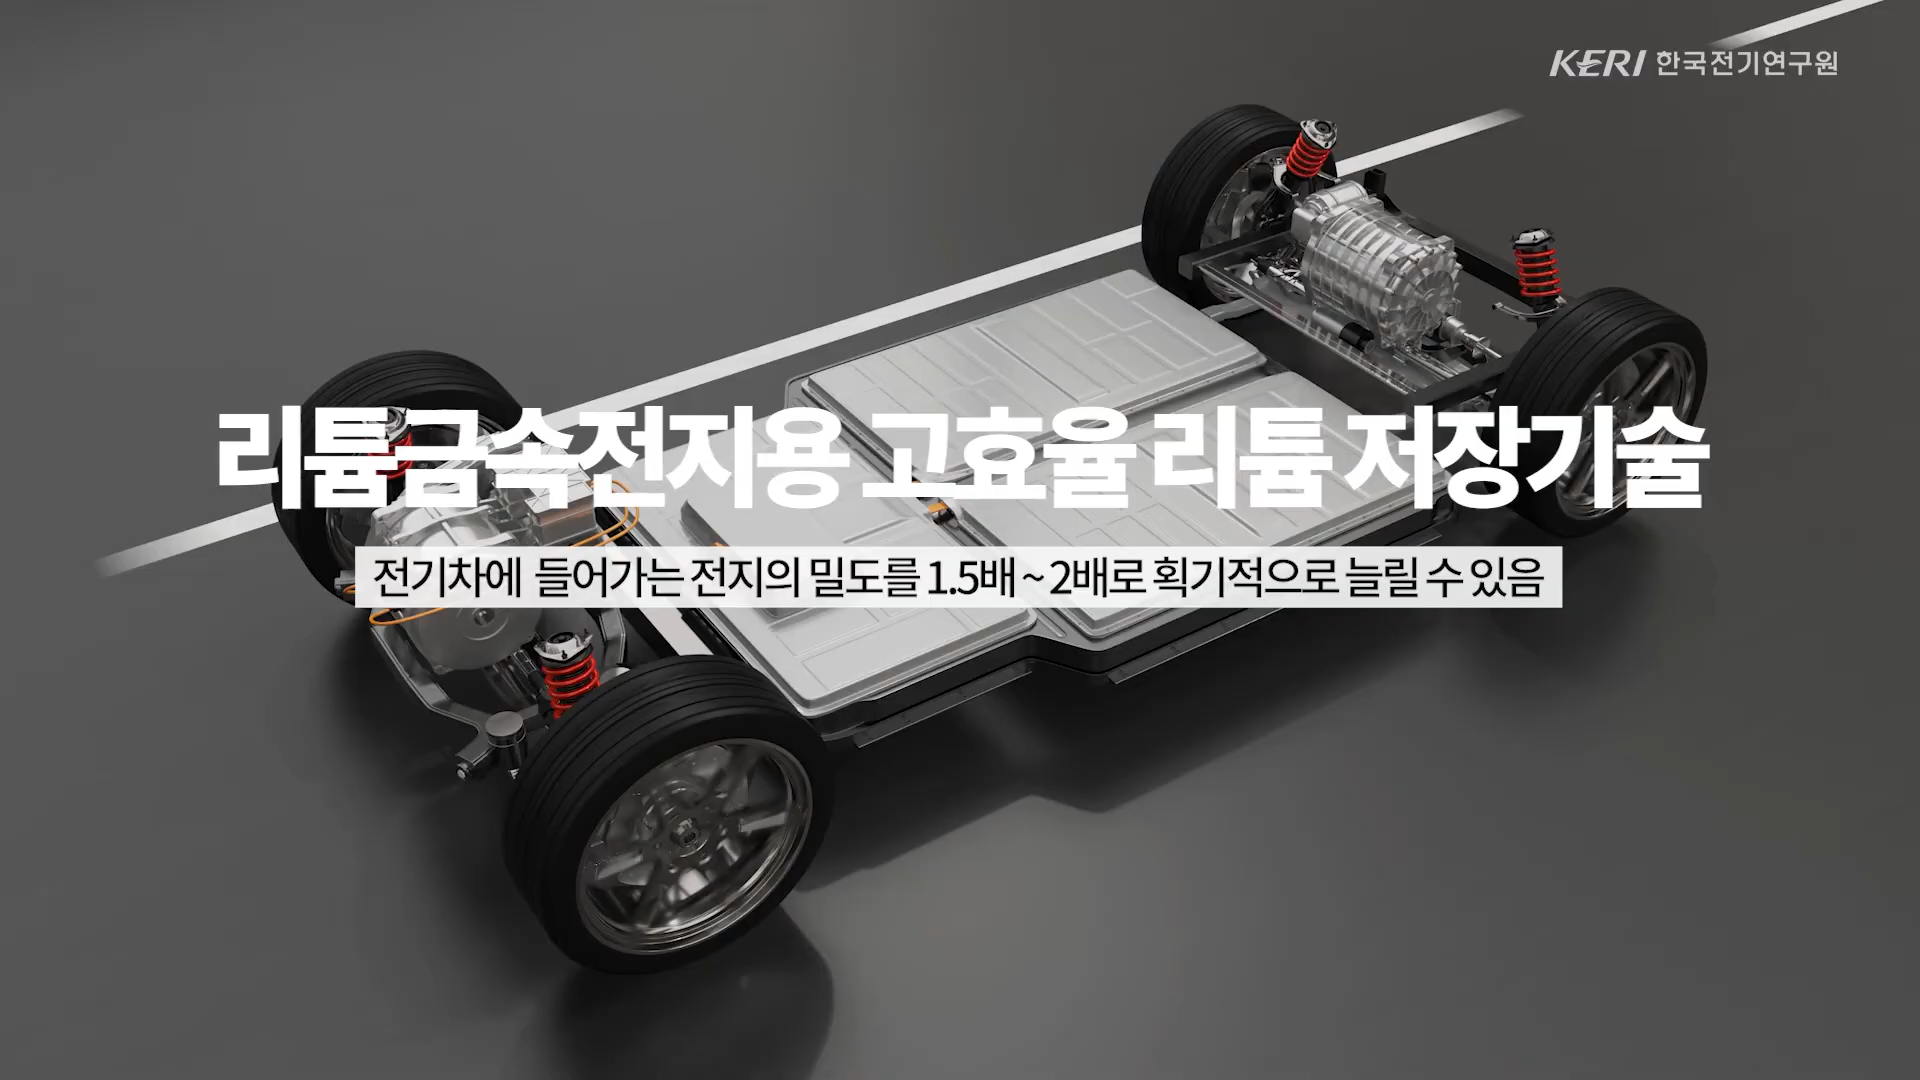 KERI 한국전기연구원
리튬금속전지용 고효율 리튬 저장기술
전기차에 들어가는 전지의 밀도를 1.5배 ~ 2배로 획기적으로 늘릴 수 있음